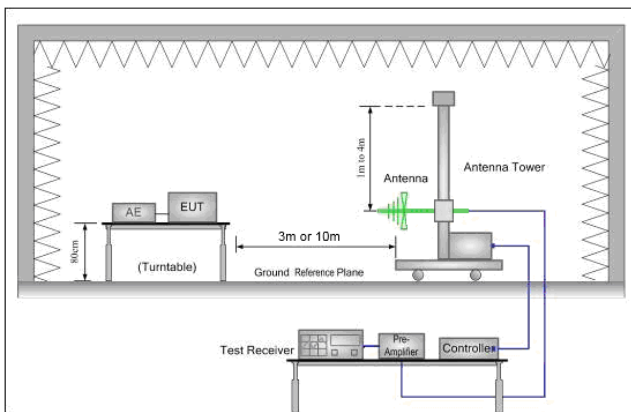 1m to 4m
Antenna
Antenna Tower
AE
EUT
80cm
3m or 10m
(Turntable)
Ground Reference Plane
Test Receiver
Pre-
Amplifier
Controller